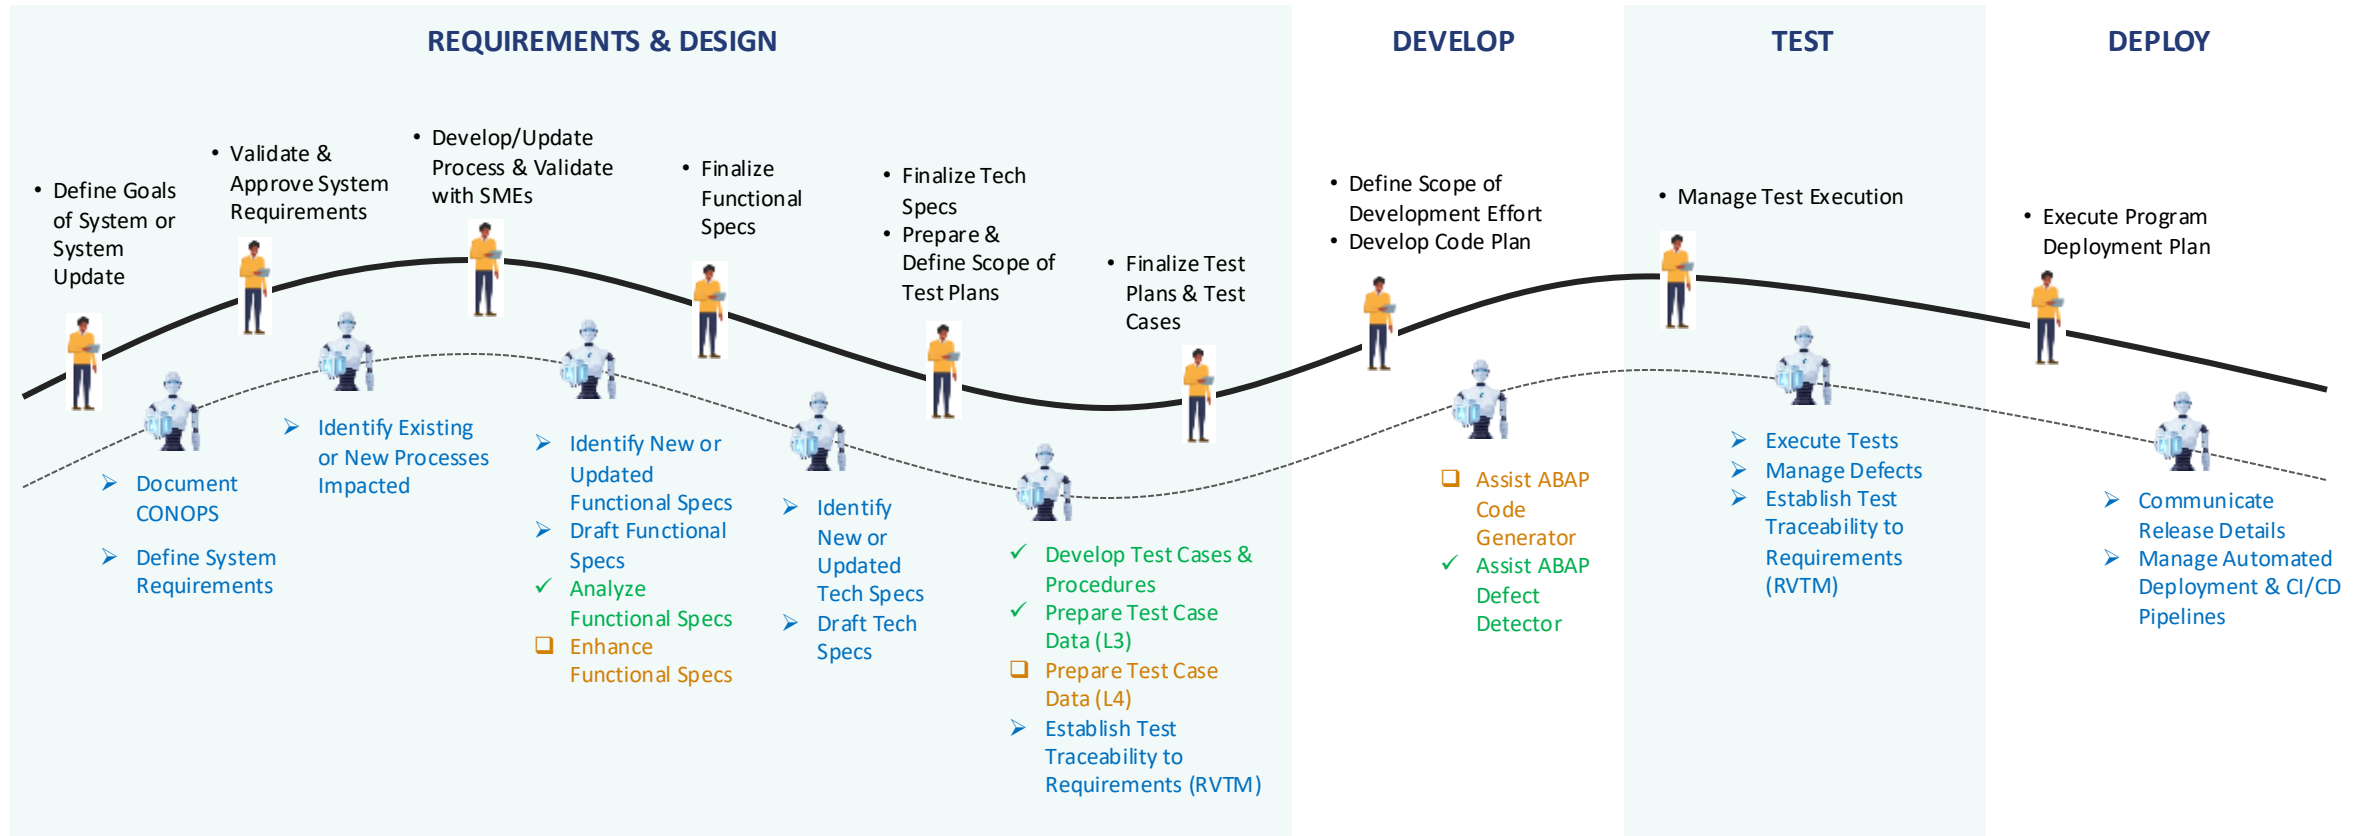 REQUIREMENTS & DESIGN
DEVELOP
TEST
DEPLOY
• Define Goals
of System or
System
Update
• Validate &
Approve System
Requirements
• Develop/Update
Process & Validate
with SMEs
• Finalize
Functional
Specs
• Finalize Tech
Specs
• Prepare &
Define Scope of
Test Plans
• Finalize Test
Plans & Test
Cases
• Define Scope of
Development Effort
• Develop Code Plan
• Manage Test Execution
• Execute Program
Deployment Plan
➢ Document
CONOPS
➢ Define System
Requirements
➢ Identify Existing
or New Processes
Impacted
➢ Identify New or
Updated
Functional Specs
➢ Draft Functional
Specs
✓ Analyze
Functional Specs
❑ Enhance
Functional Specs
➢ Identify
New or
Updated
Tech Specs
➢ Draft Tech
Specs
✓ Develop Test Cases &
Procedures
✓ Prepare Test Case
Data (L3)
❑ Prepare Test Case
Data (L4)
➢ Establish Test
Traceability to
Requirements (RVTM)
❑ Assist ABAP
Code
Generator
✓ Assist ABAP
Defect
Detector
➢ Execute Tests
➢ Manage Defects
➢ Establish Test
Traceability to
Requirements
(RVTM)
➢ Communicate
Release Details
➢ Manage Automated
Deployment & CI/CD
Pipelines